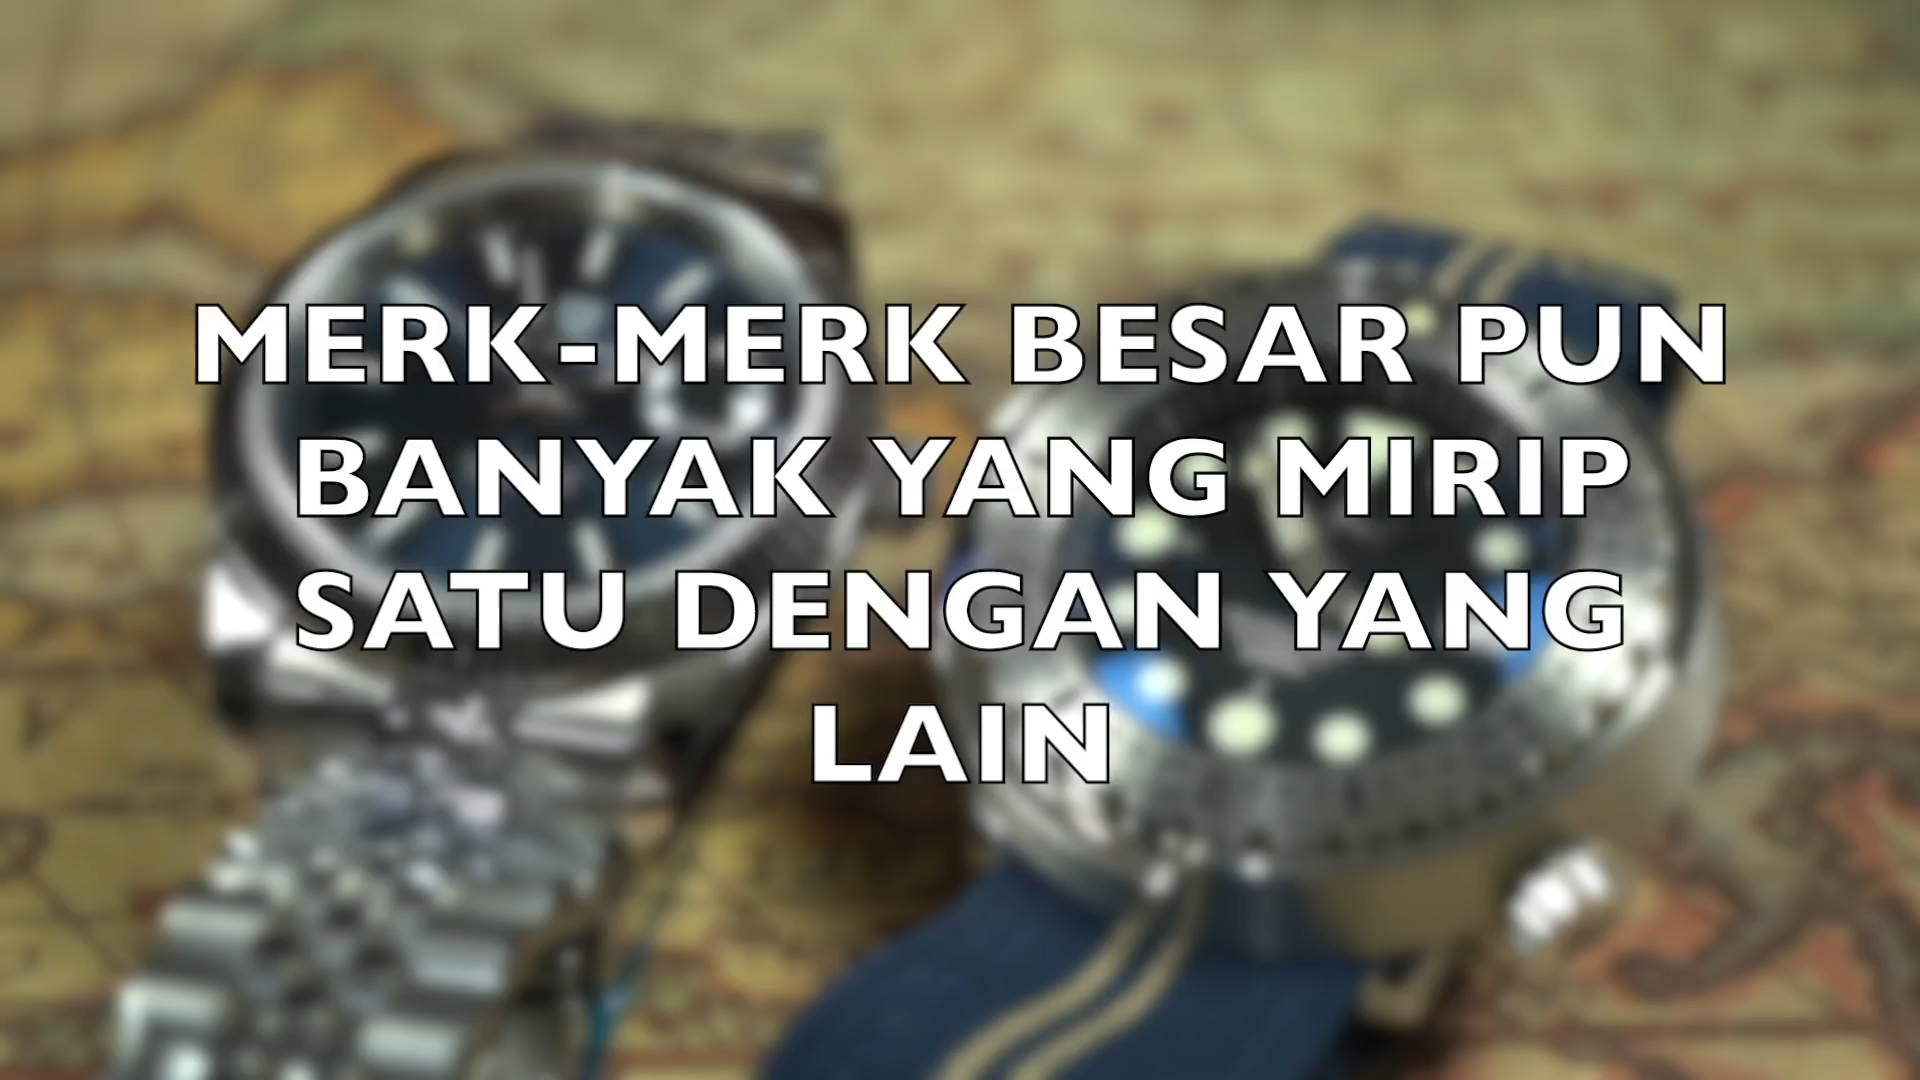 MERK-MERK BESAR PUN
BANYAK YANG MIRIP
SATU DENGAN YANG
LAIN